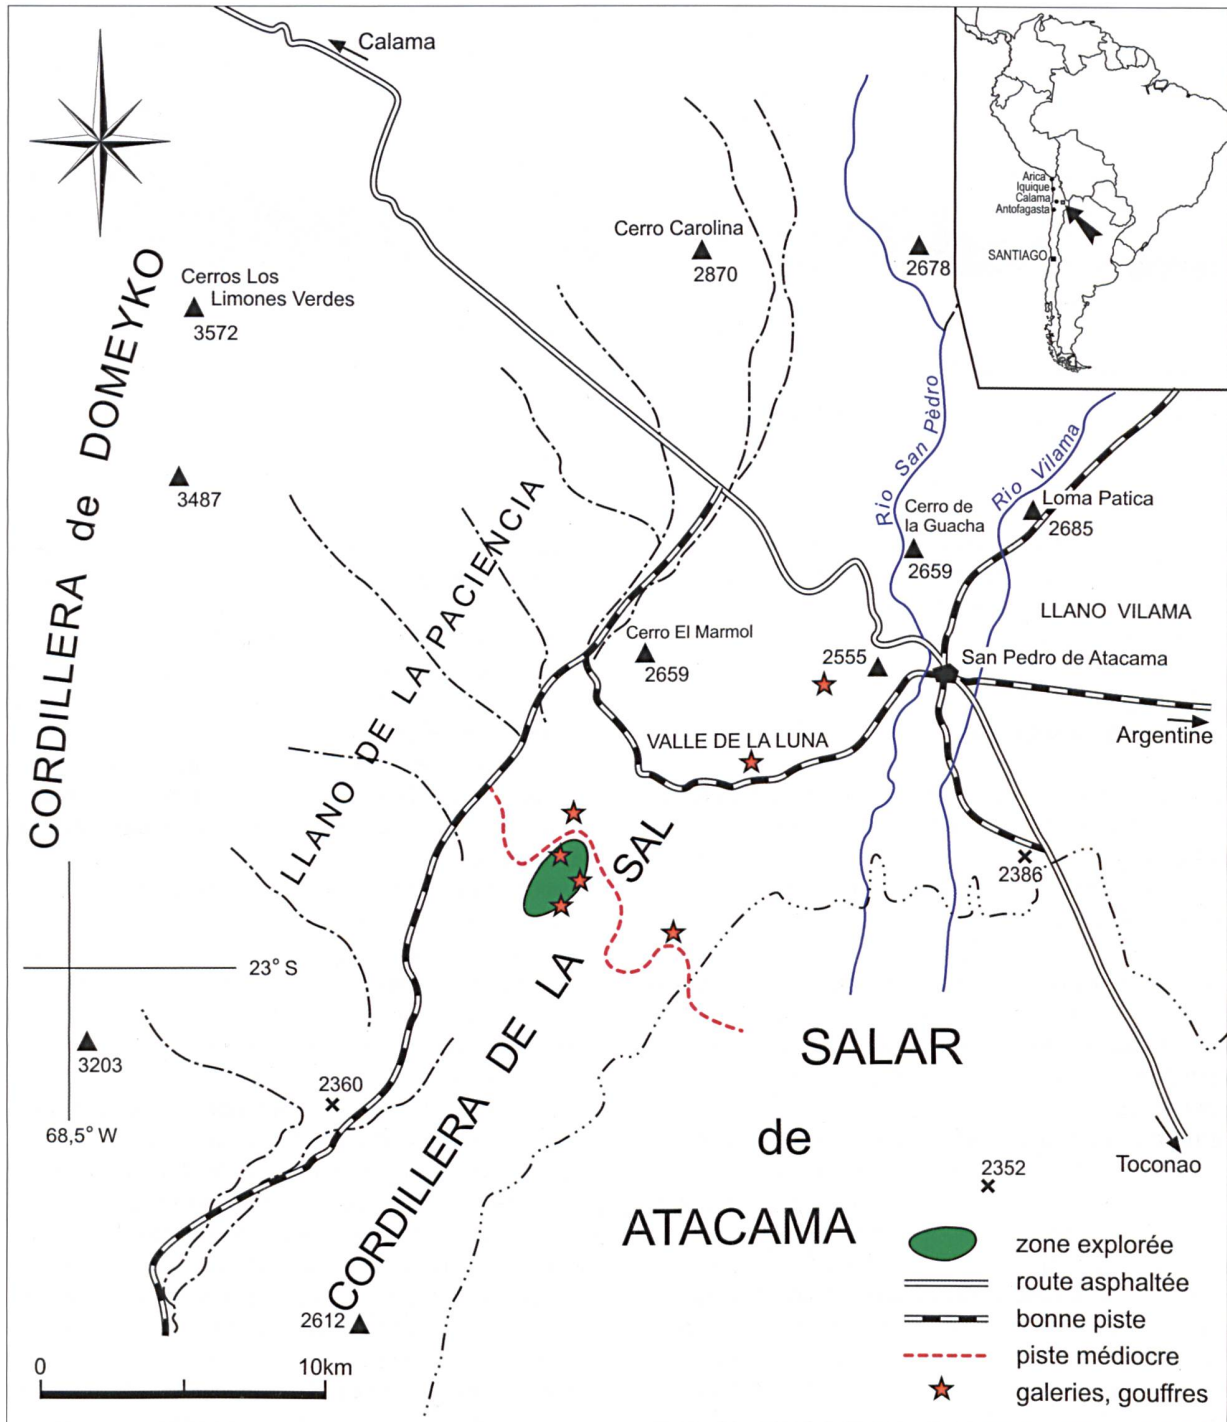 Calama
Arica
Iquique
Calama
Antofagasta
SANTIAGO
Cerro Carolina
2870
2678
Cerros Los
Limones Verdes
3572
CORDILLERA de DOMEYKO
3487
Rio San Pèdro
Rio Vilama
Cerro de
la Guacha
2659
Loma Patica
2685
LLANO VILAMA
LLANO DE LA PACIENCIA
Cerro El Marmol
2659
2555
San Pedro de Atacama
Argentine
VALLE DE LA LUNA
2386
CORDILLERA DE LA SAL
23° S
3203
68,5° W
2360
SALAR
de
ATACAMA
Toconao
2352
2612
zone explorée
route asphaltée
bonne piste
piste médiocre
galeries, gouffres
0 10km